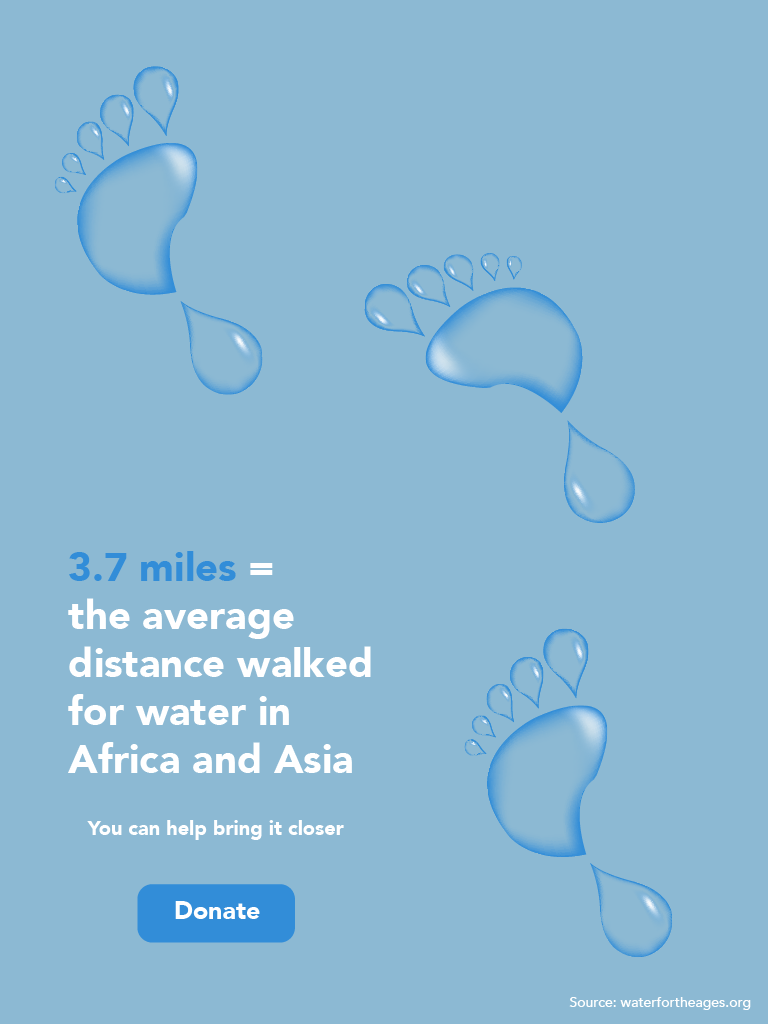 3.7 miles =
the average
distance walked
for water in
Africa and Asia
You can help bring it closer
Donate
Source: waterfortheages.org